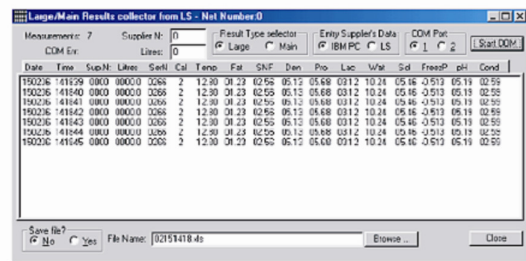 Large/Main Results collector from LS - Net Number:0
Measurements: 7 Supplier N: 0 Result Type selector Entry Supplier's Data COM Port
COM Err: Litres: 0 Large Main IBM PC LS 1 2 Start COM
Date Time Sup.N: Litres SerN Cal Temp Fat SNF Den Pro Lac Wat Sol FreezP pH Cond
150236 141839 0000 00000 0266 2 12.80 01.23 02.56 05.13 05.68 03.12 10.24 05.46 -0.513 05.19 02.59
150236 141840 0000 00000 0266 2 12.80 01.23 02.56 05.13 05.68 03.12 10.24 05.46 -0.513 05.19 02.59
150236 141841 0000 00000 0266 2 12.80 01.23 02.56 05.13 05.68 03.12 10.24 05.46 -0.513 05.19 02.59
150236 141842 0000 00000 0266 2 12.80 01.23 02.56 05.13 05.68 03.12 10.24 05.46 -0.513 05.19 02.59
150236 141843 0000 00000 0266 2 12.80 01.23 02.56 05.13 05.68 03.12 10.24 05.46 -0.513 05.19 02.59
150236 141844 0000 00000 0266 2 12.80 01.23 02.56 05.13 05.68 03.12 10.24 05.46 -0.513 05.19 02.59
150236 141845 0000 00000 0266 2 12.80 01.23 02.56 05.13 05.68 03.12 10.24 05.46 -0.513 05.19 02.59
Save file?
No Yes File Name: 02151418.xls Browse .. Close